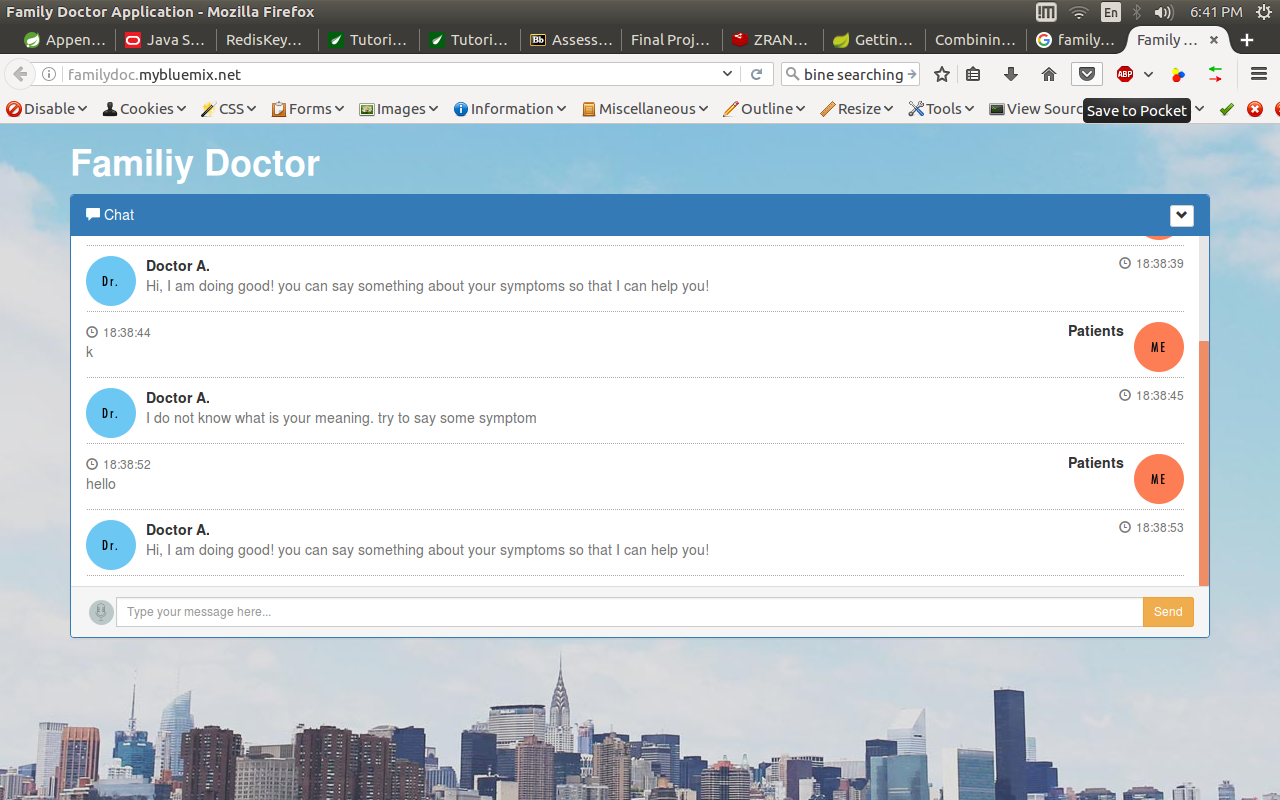 Family Doctor Application - Mozilla Firefox
En
6:41 PM
Appen...
Java S...
RedisKey...
Tutori...
Tutori...
Bb Assess...
Final Proj...
ZRAN...
Gettin...
Combinin...
family...
Family ...
familydoc.mybluemix.net
bine searching
ABP
Disable
Cookies
CSS
Forms
Images
Information
Miscellaneous
Outline
Resize
Tools
View Sourc
Save to Pocket
Familiy Doctor
Chat
Dr.
Doctor A.
18:38:39
Hi, I am doing good! you can say something about your symptoms so that I can help you!
18:38:44
Patients
ME
k
Dr.
Doctor A.
18:38:45
I do not know what is your meaning. try to say some symptom
18:38:52
Patients
ME
hello
Dr.
Doctor A.
18:38:53
Hi, I am doing good! you can say something about your symptoms so that I can help you!
Type your message here...
Send